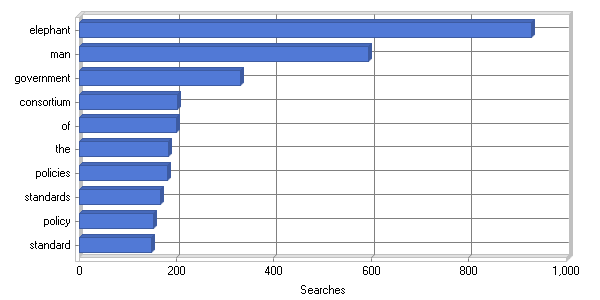 elephant
man
government
consortium
of
the
policies
standards
policy
standard
0 200 400 600 800 1,000
Searches